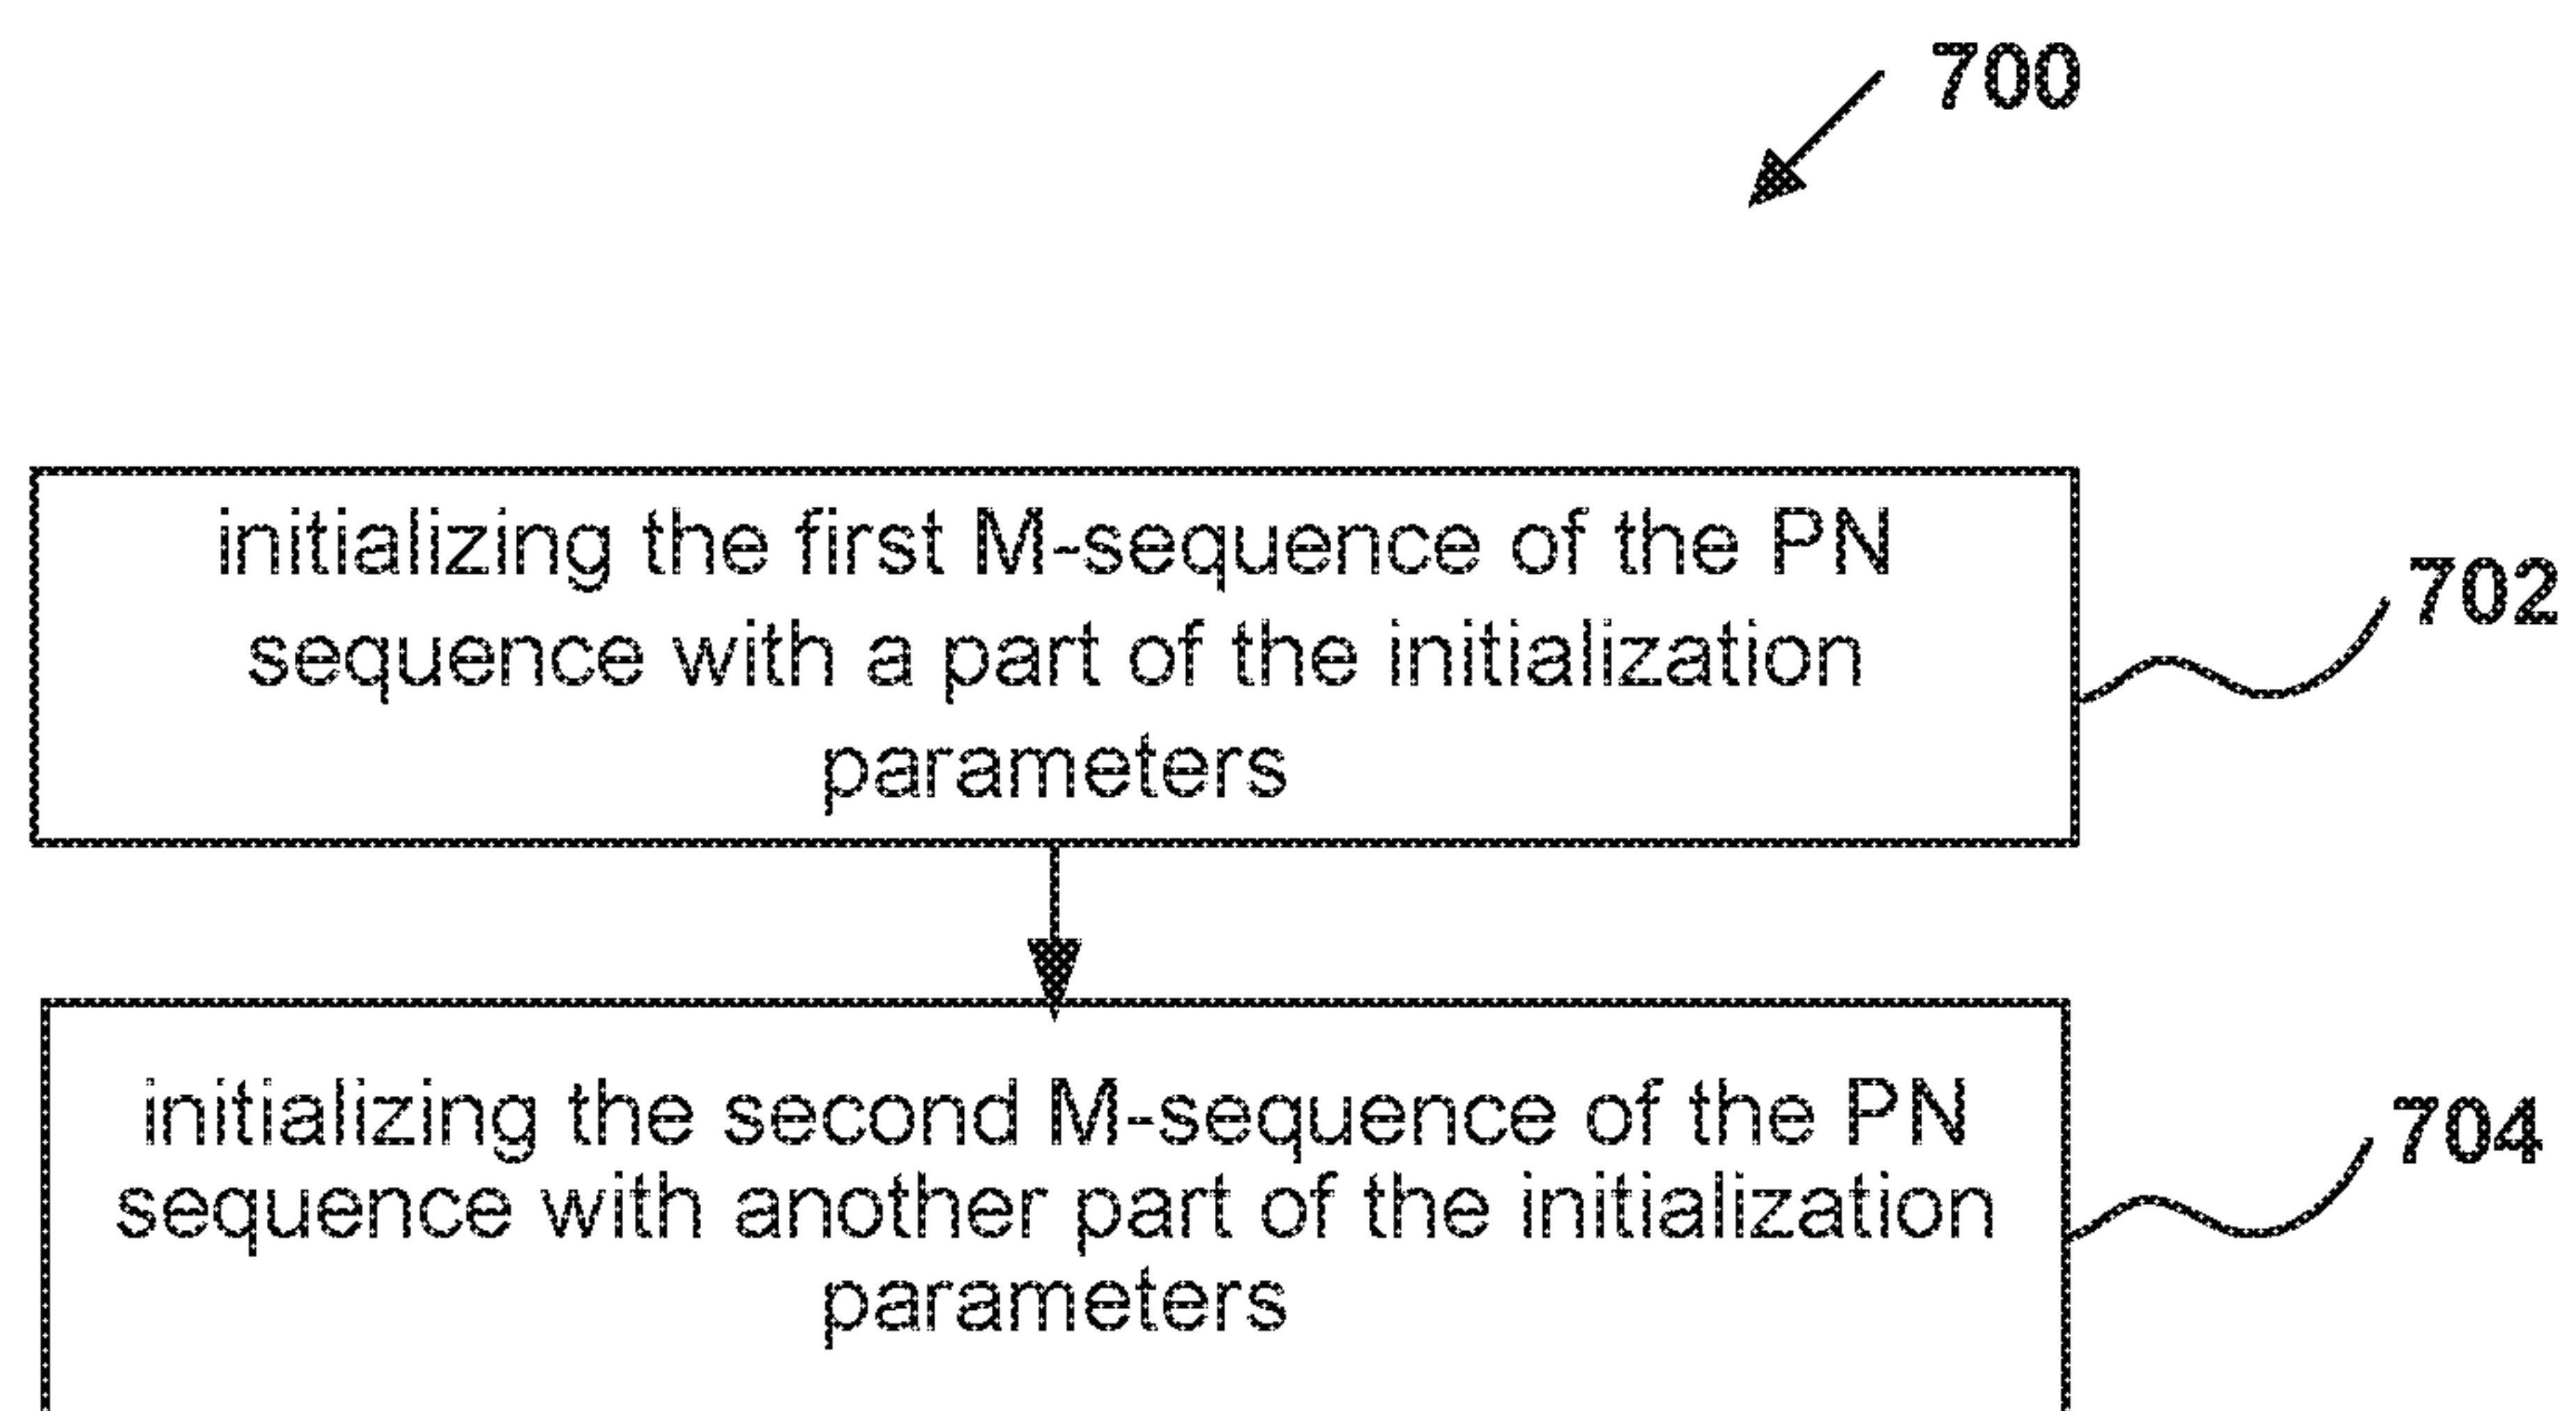 700
initializing the first M-sequence of the PN
sequence with a part of the initialization
parameters
702
initializing the second M-sequence of the PN
sequence with another part of the initialization
parameters
704